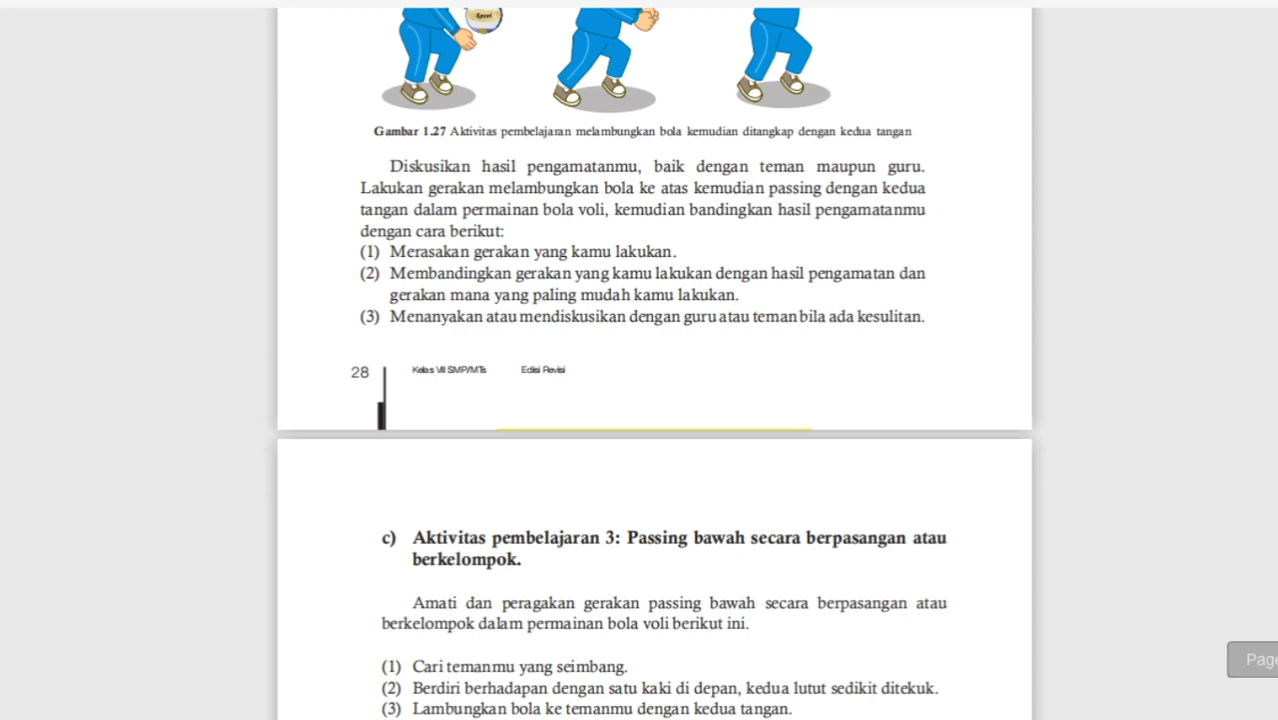 Sport
Gambar 1.27 Aktivitas pembelajaran melambungkan bola kemudian ditangkap dengan kedua tangan
Diskusikan hasil pengamatanmu, baik dengan teman maupun guru.
Lakukan gerakan melambungkan bola ke atas kemudian passing dengan kedua
tangan dalam permainan bola voli, kemudian bandingkan hasil pengamatanmu
dengan cara berikut:
(1) Merasakan gerakan yang kamu lakukan.
(2) Membandingkan gerakan yang kamu lakukan dengan hasil pengamatan dan
gerakan mana yang paling mudah kamu lakukan.
(3) Menanyakan atau mendiskusikan dengan guru atau teman bila ada kesulitan.
28 Kelas VII SMP/MTs Edisi Revisi
c) Aktivitas pembelajaran 3: Passing bawah secara berpasangan atau
berkelompok.
Amati dan peragakan gerakan passing bawah secara berpasangan atau
berkelompok dalam permainan bola voli berikut ini.
(1) Cari temanmu yang seimbang.
(2) Berdiri berhadapan dengan satu kaki di depan, kedua lutut sedikit ditekuk.
(3) Lambungkan bola ke temanmu dengan kedua tangan.
Page